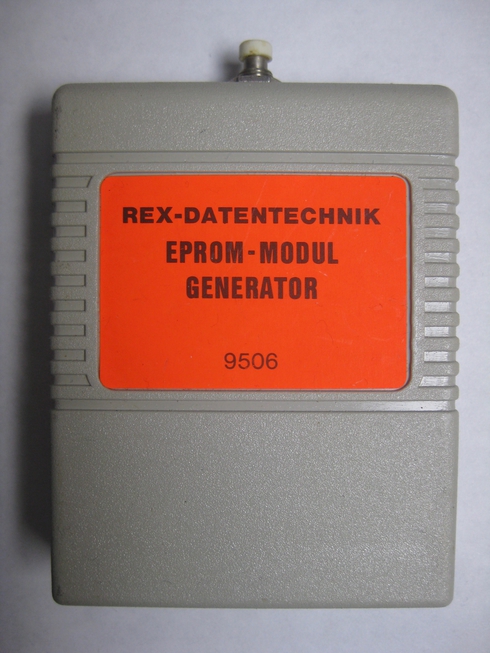 REX-DATENTECHNIK
EPROM-MODUL
GENERATOR
9506